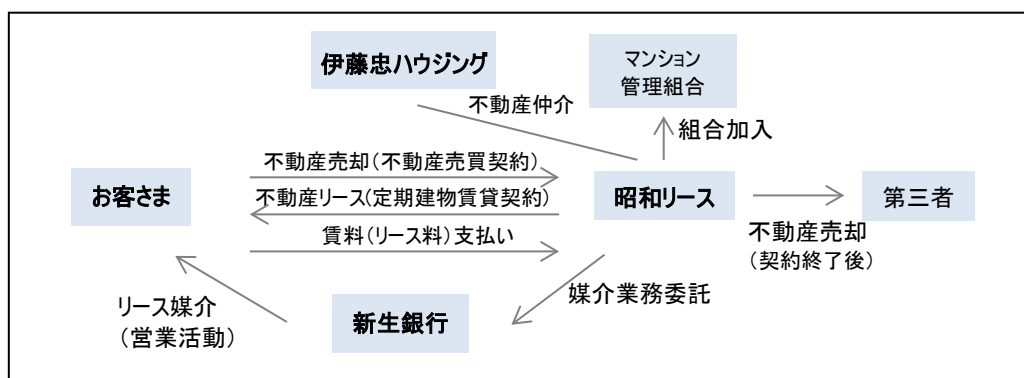 伊藤忠ハウジング
マンション
管理組合
不動産仲介
組合加入
不動産売却(不動産売買契約)
お客さま
不動産リース(定期建物賃貸契約)
昭和リース
第三者
賃料(リース料)支払い
不動産売却
(契約終了後)
媒介業務委託
リース媒介
(営業活動)
新生銀行